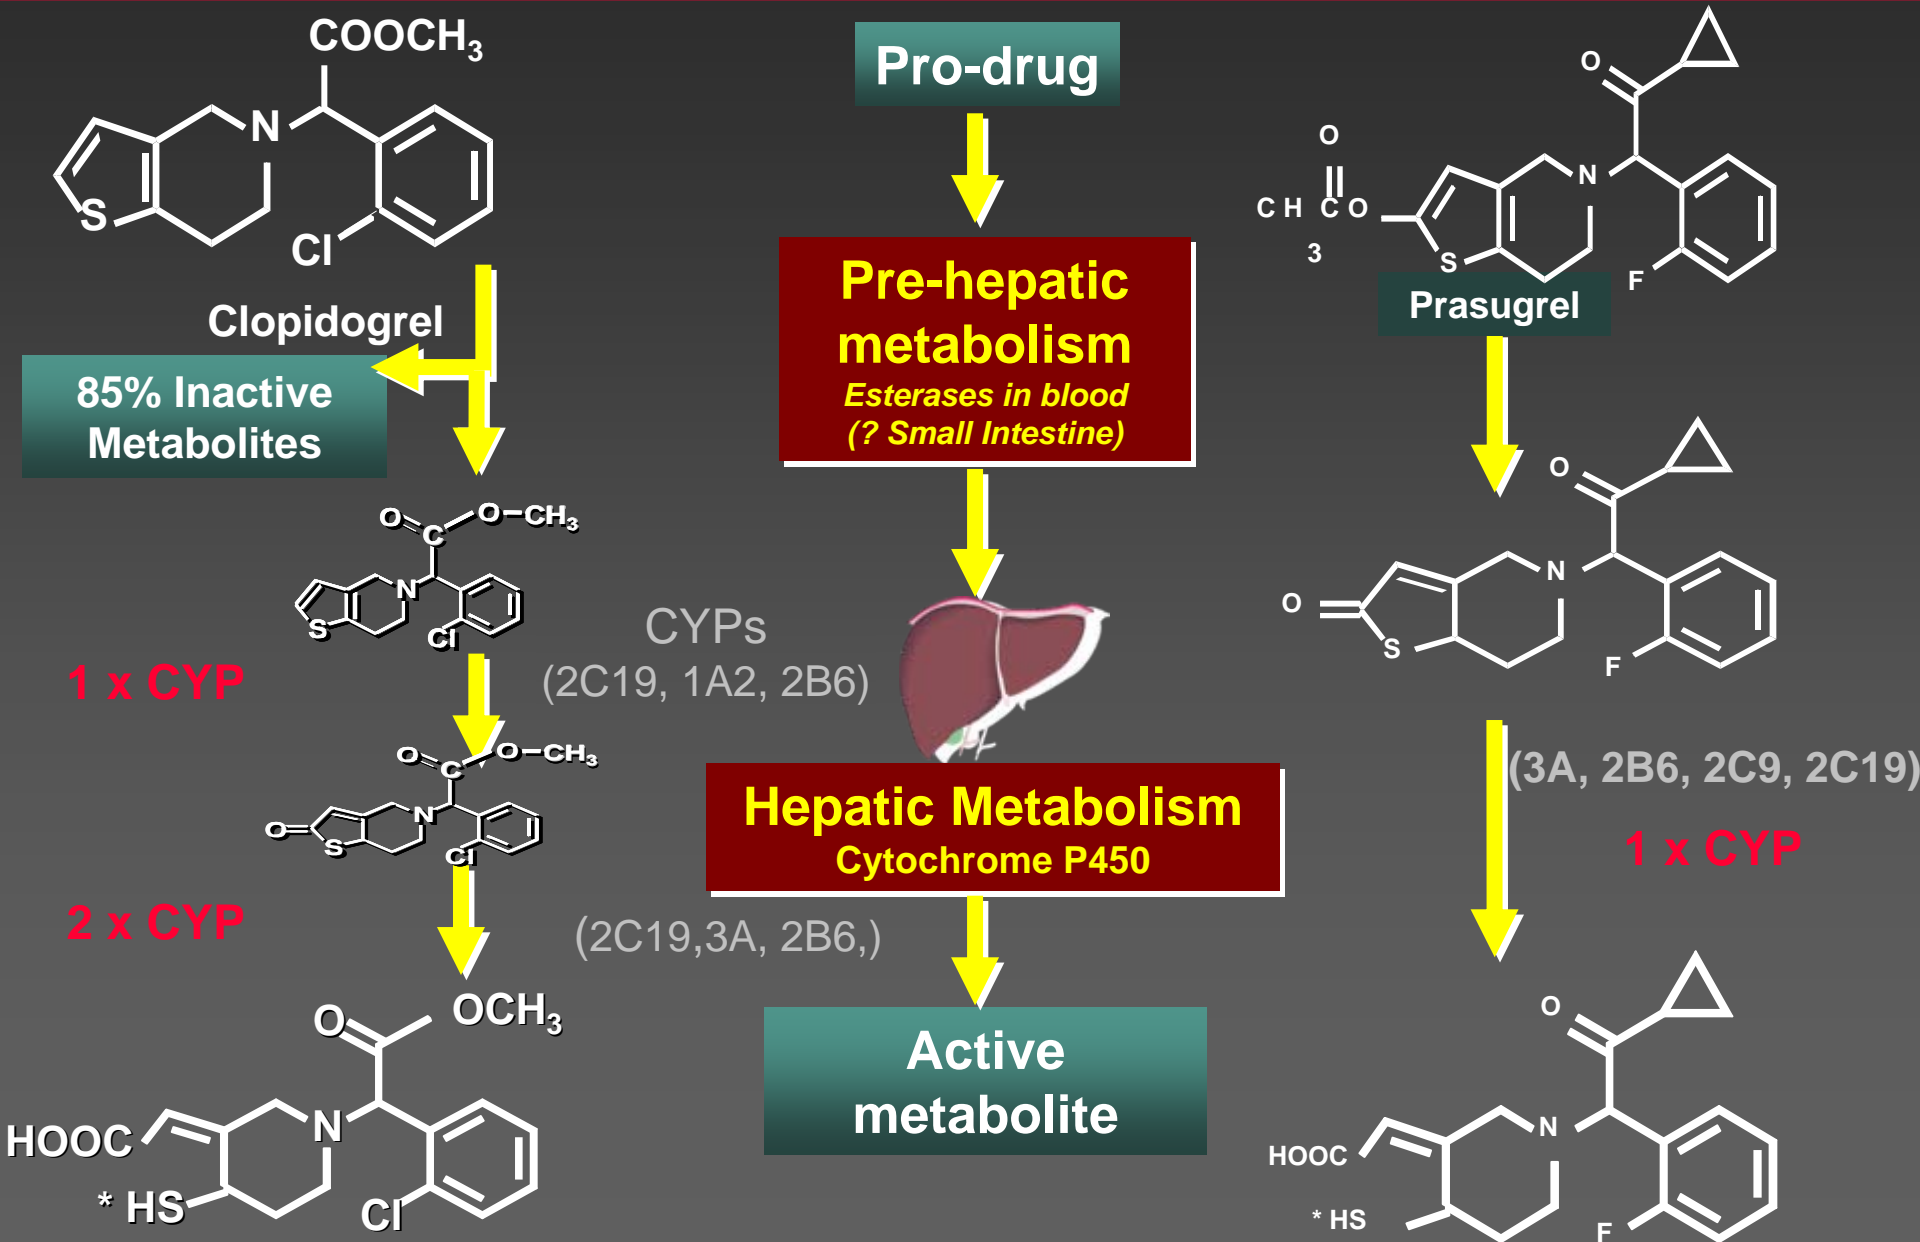 COOCH3
N
S
Cl
Clopidogrel
85% Inactive
Metabolites
O
O-CH3
C
N
S
Cl
1 x CYP
CYPs
(2C19, 1A2, 2B6)
O
O-CH3
C
N
O
S
Cl
2 x CYP
(2C19,3A, 2B6,)
O
OCH3
HOOC
N
* HS
Cl
Pro-drug
Pre-hepatic
metabolism
Esterases in blood
(? Small Intestine)
Hepatic Metabolism
Cytochrome P450
Active
metabolite
O
O
CH C O
3
N
S
F
Prasugrel
O
N
O
S
F
(3A, 2B6, 2C9, 2C19)
1 x CYP
O
HOOC
N
* HS
F